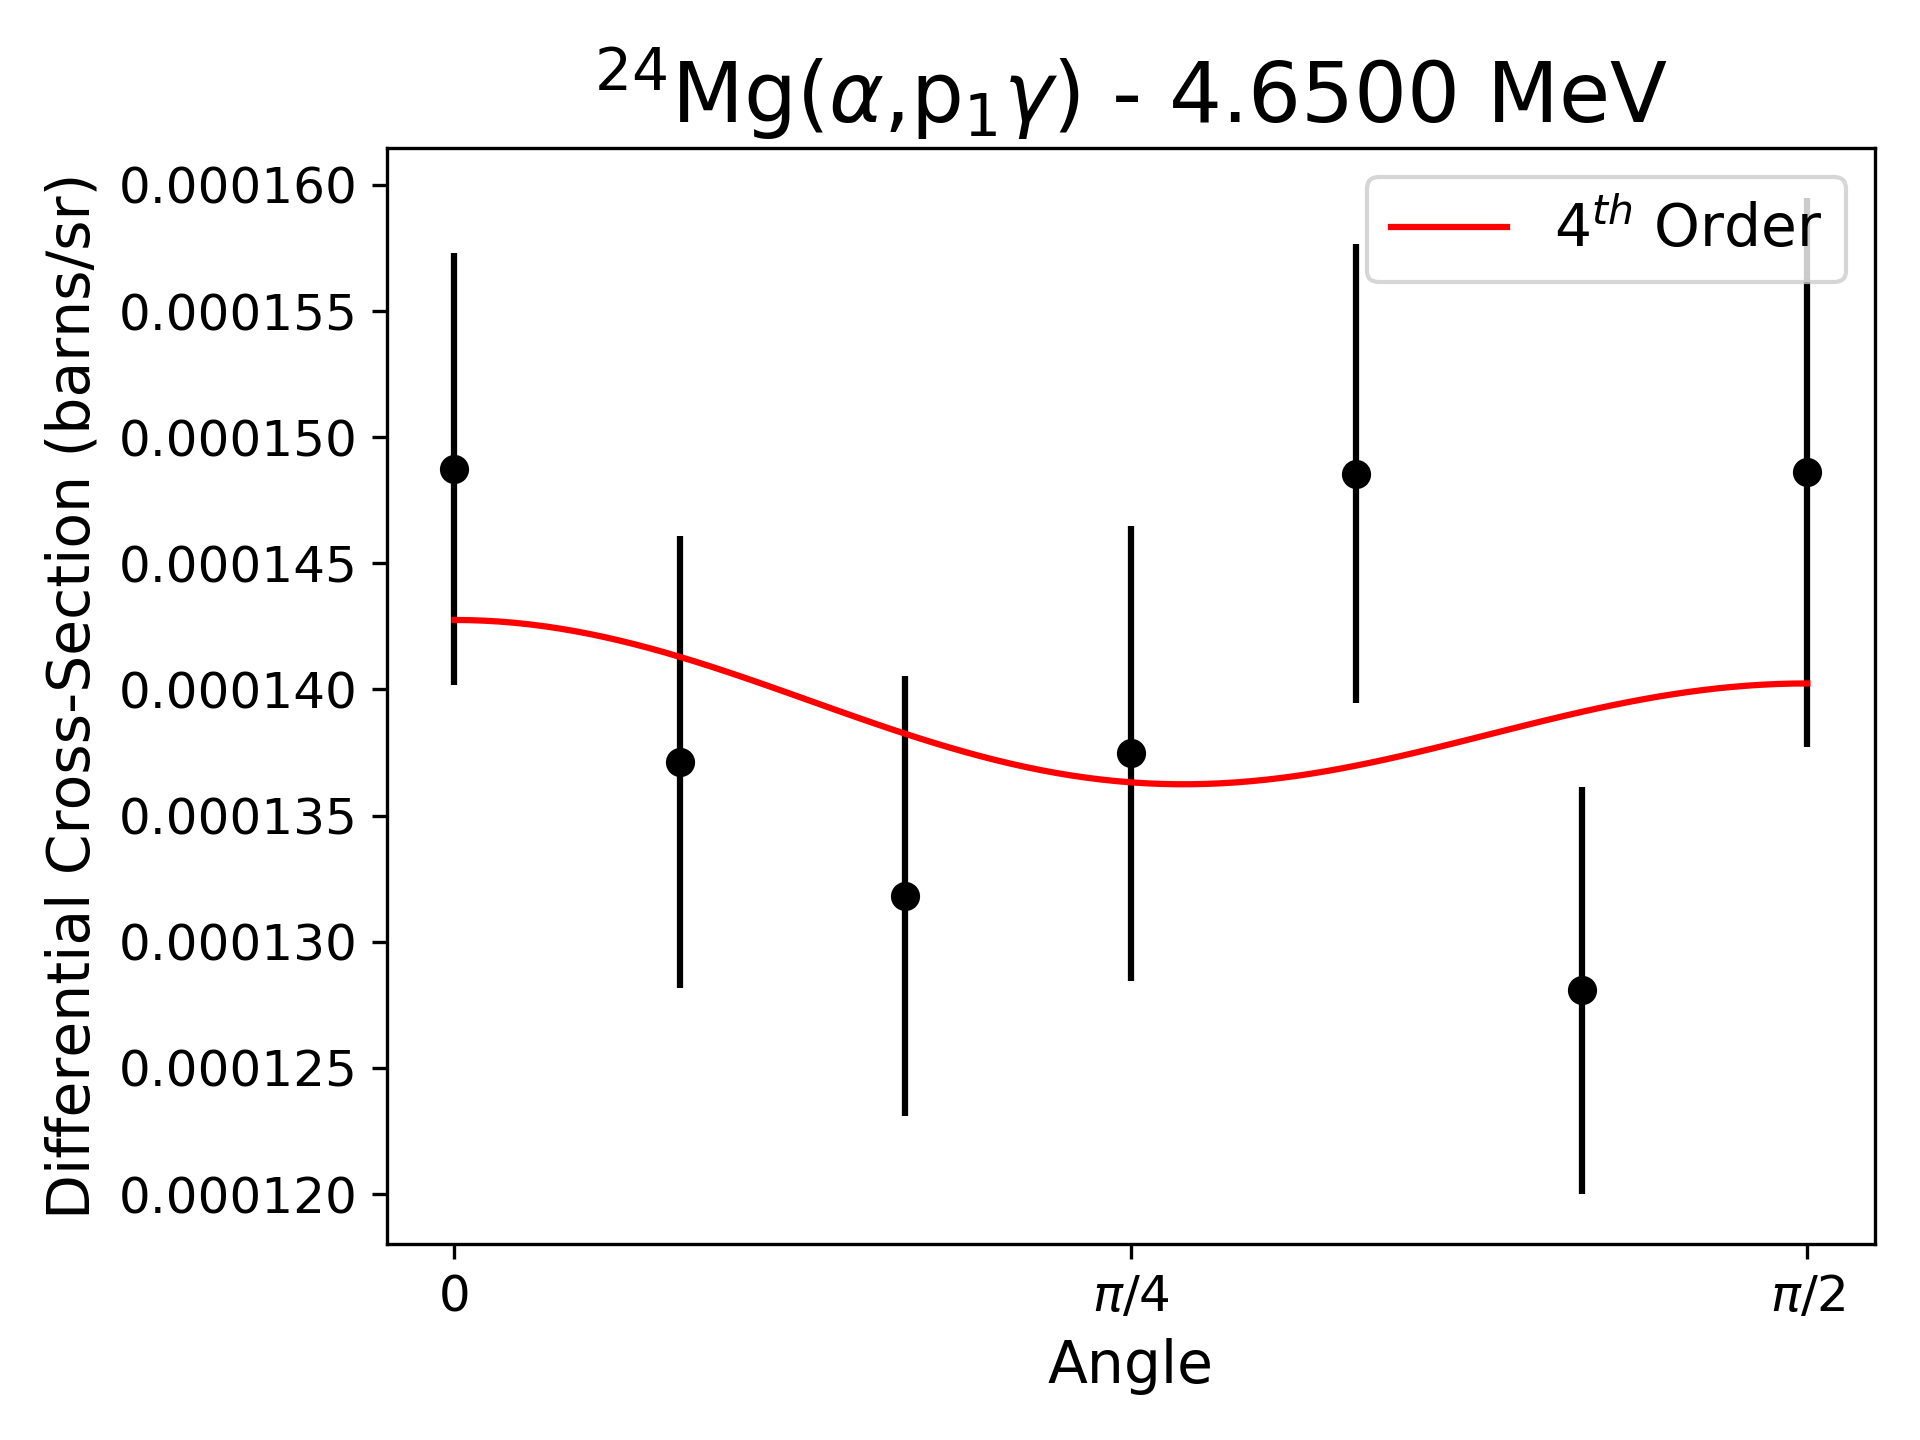 ²⁴Mg(α,p₁γ) - 4.6500 MeV
Differential Cross-Section (barns/sr)
0.000160
0.000155
0.000150
0.000145
0.000140
0.000135
0.000130
0.000125
0.000120
4ᵗʰ Order
0
π/4
π/2
Angle